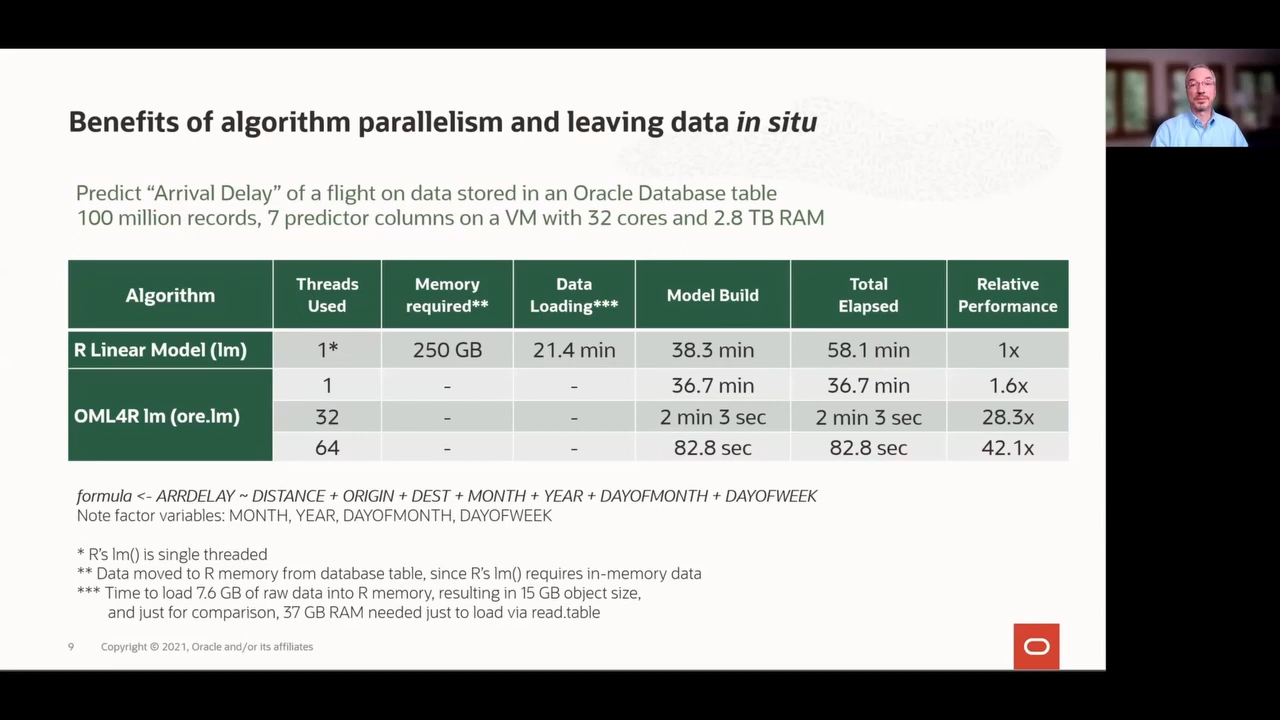 Benefits of algorithm parallelism and leaving data in situ
Predict “Arrival Delay” of a flight on data stored in an Oracle Database table
100 million records, 7 predictor columns on a VM with 32 cores and 2.8 TB RAM
Algorithm Threads Used Memory required** Data Loading*** Model Build Total Elapsed Relative Performance
R Linear Model (lm) 1* 250 GB 21.4 min 38.3 min 58.1 min 1x
OML4R lm (ore.lm) 1 - - 36.7 min 36.7 min 1.6x
32 - - 2 min 3 sec 2 min 3 sec 28.3x
64 - - 82.8 sec 82.8 sec 42.1x
formula <- ARRDELAY ~ DISTANCE + ORIGIN + DEST + MONTH + YEAR + DAYOFMONTH + DAYOFWEEK
Note factor variables: MONTH, YEAR, DAYOFMONTH, DAYOFWEEK
* R’s lm() is single threaded
** Data moved to R memory from database table, since R’s lm() requires in-memory data
*** Time to load 7.6 GB of raw data into R memory, resulting in 15 GB object size,
and just for comparison, 37 GB RAM needed just to load via read.table
9 Copyright © 2021, Oracle and/or its affiliates